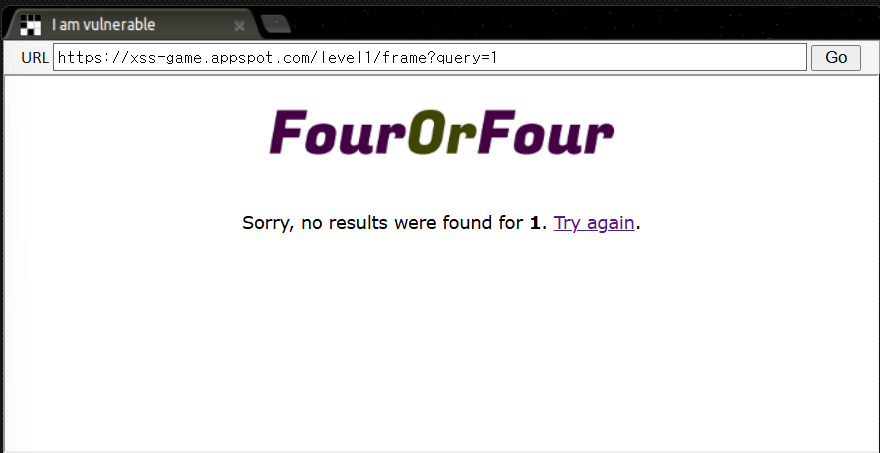 I am vulnerable
URL https://xss-game.appspot.com/level1/frame?query=1 Go
FourOrFour
Sorry, no results were found for 1. Try again.